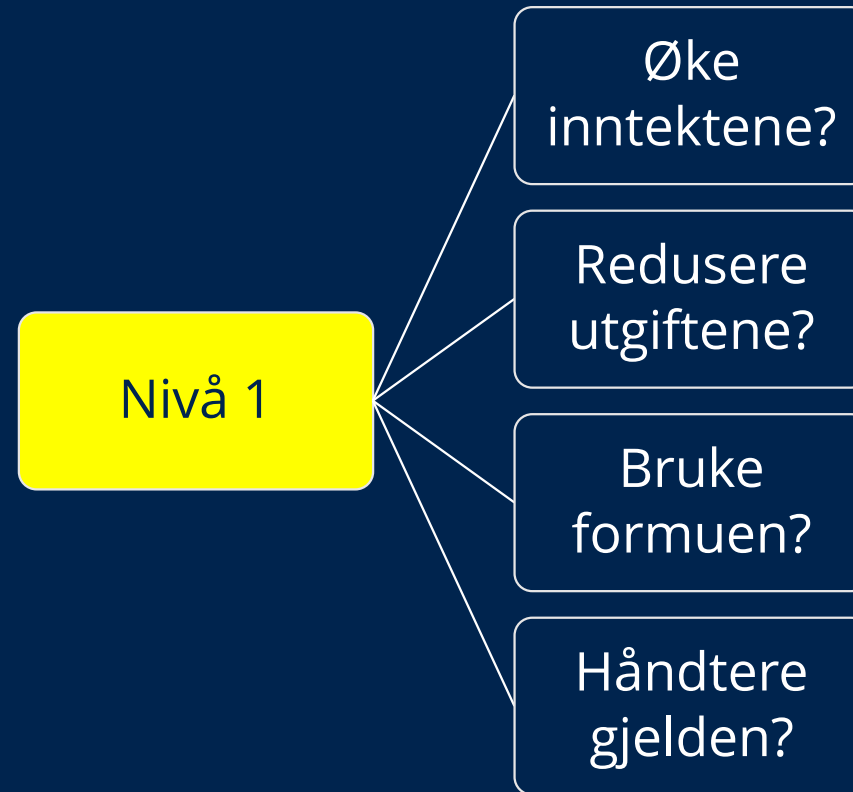 Øke
inntektene?
Redusere
utgiftene?
Nivå 1
Bruke
formuen?
Håndtere
gjelden?